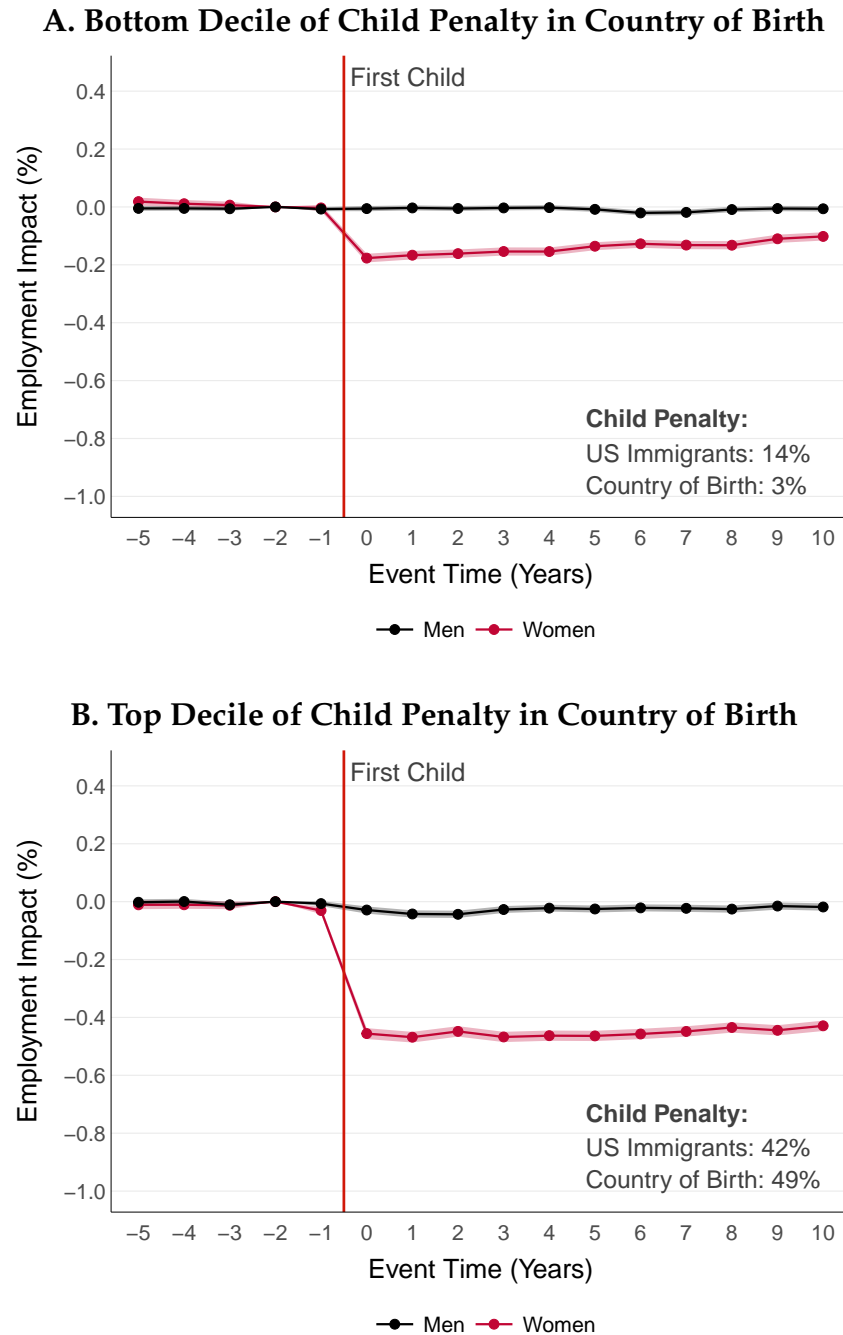 A. Bottom Decile of Child Penalty in Country of Birth
First Child
0.4
0.2
0.0
−0.2
−0.4
−0.6
−0.8
−1.0
Employment Impact (%)
Child Penalty:
US Immigrants: 14%
Country of Birth: 3%
−5 −4 −3 −2 −1 0 1 2 3 4 5 6 7 8 9 10
Event Time (Years)
Men Women
B. Top Decile of Child Penalty in Country of Birth
First Child
0.4
0.2
0.0
−0.2
−0.4
−0.6
−0.8
−1.0
Employment Impact (%)
Child Penalty:
US Immigrants: 42%
Country of Birth: 49%
−5 −4 −3 −2 −1 0 1 2 3 4 5 6 7 8 9 10
Event Time (Years)
Men Women